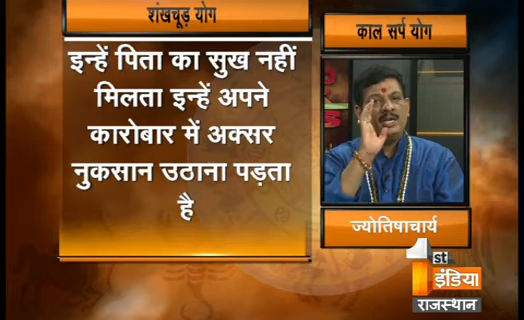 शंखचूड़ योग
इन्हें पिता का सुख नहीं
मिलता इन्हें अपने
कारोबार में अक्सर
नुकसान उठाना पड़ता
है
काल सर्प योग
ज्योतिषाचार्य
1st
इंडिया
राजस्थान